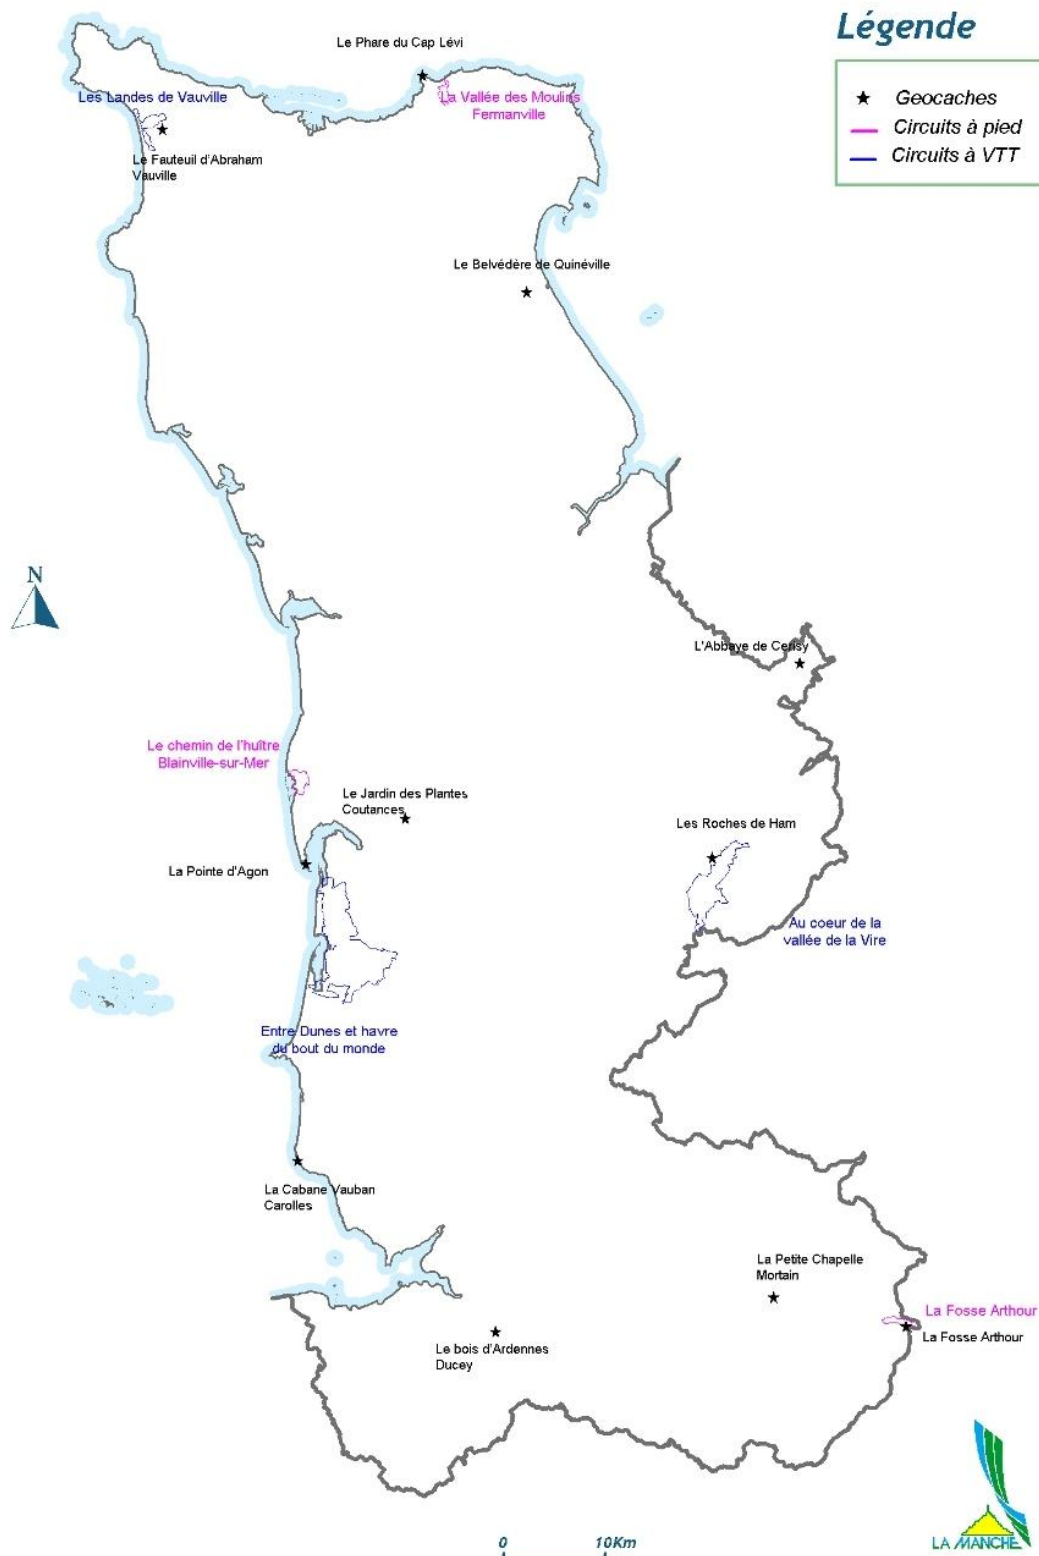 Légende
Geocaches
Circuits à pied
Circuits à VTT
Le Phare du Cap Lévi
Les Landes de Vauville
La Vallée des Moulins
Fermanville
Le Fauteuil d'Abraham
Vauville
Le Belvédère de Quinéville
N
L'Abbaye de Cerisy
Le chemin de l'huître
Blainville-sur-Mer
Le Jardin des Plantes
Coutances
Les Roches de Ham
La Pointe d'Agon
Au coeur de la
vallée de la Vire
Entre Dunes et havre
du bout du monde
La Cabane Vauban
Carolles
La Petite Chapelle
Mortain
La Fosse Arthour
La Fosse Arthour
Le bois d'Ardennes
Ducey
LA MANCHE
0 10Km